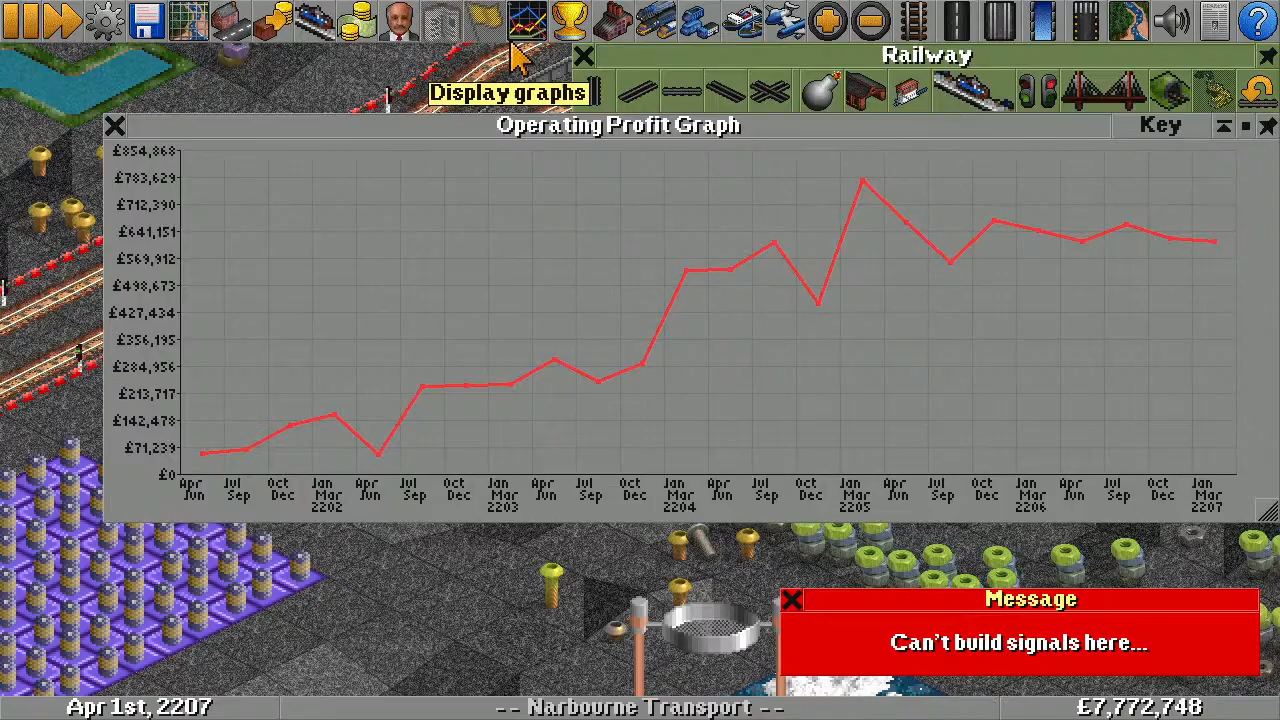 Railway
Display graphs
Operating Profit Graph
Key
£854,868
£783,629
£712,390
£641,151
£569,912
£498,673
£427,434
£356,195
£284,956
£213,717
£142,478
£71,239
£0
Apr Jul Oct Jan Apr Jul Oct Jan Apr Jul Oct Jan Apr Jul Oct Jan Apr Jul Oct Jan Apr Jul Oct Jan
Jun Sep Dec Mar Jun Sep Dec Mar Jun Sep Dec Mar Jun Sep Dec Mar Jun Sep Dec Mar Jun Sep Dec Mar
2202 2203 2204 2205 2206 2207
Message
Can't build signals here...
Apr 1st, 2207
-- Narbourne Transport --
£7,772,748